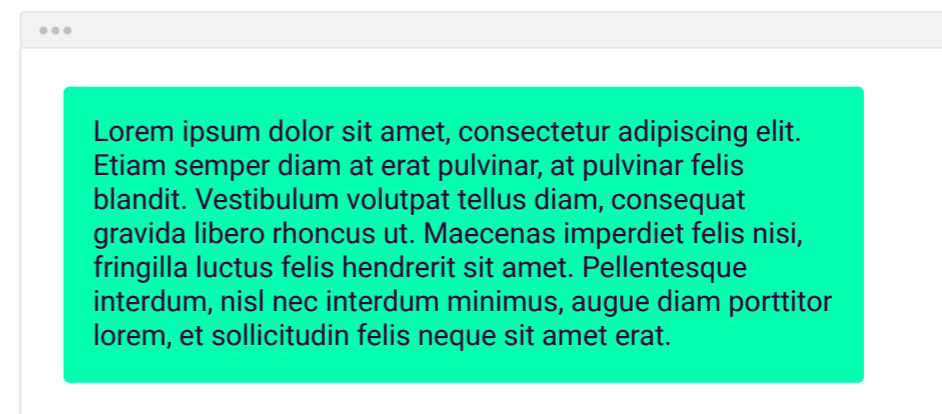 Lorem ipsum dolor sit amet, consectetur adipiscing elit.
Etiam semper diam at erat pulvinar, at pulvinar felis
blandit. Vestibulum volutpat tellus diam, consequat
gravida libero rhoncus ut. Maecenas imperdiet felis nisi,
fringilla luctus felis hendrerit sit amet. Pellentesque
interdum, nisl nec interdum minimus, augue diam porttitor
lorem, et sollicitudin felis neque sit amet erat.